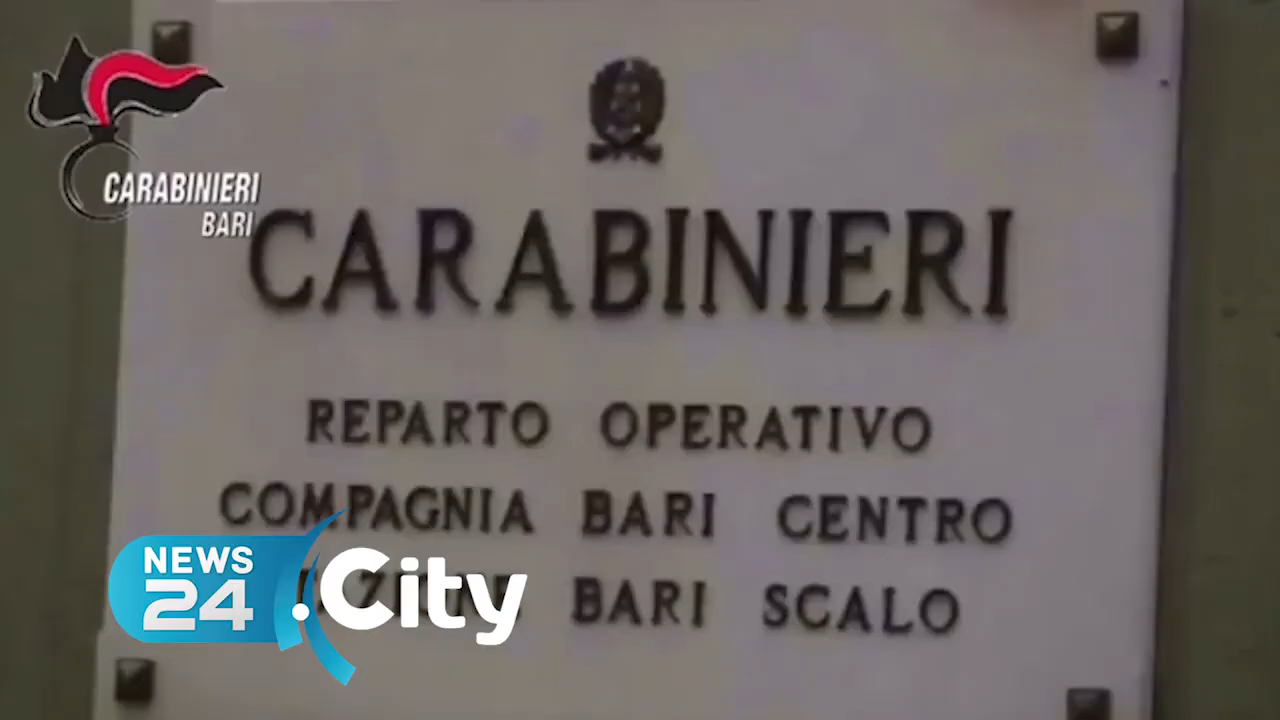 CARABINIERI
BARI
CARABINIERI
REPARTO OPERATIVO
COMPAGNIA BARI CENTRO
BARI SCALO
NEWS
24
.City